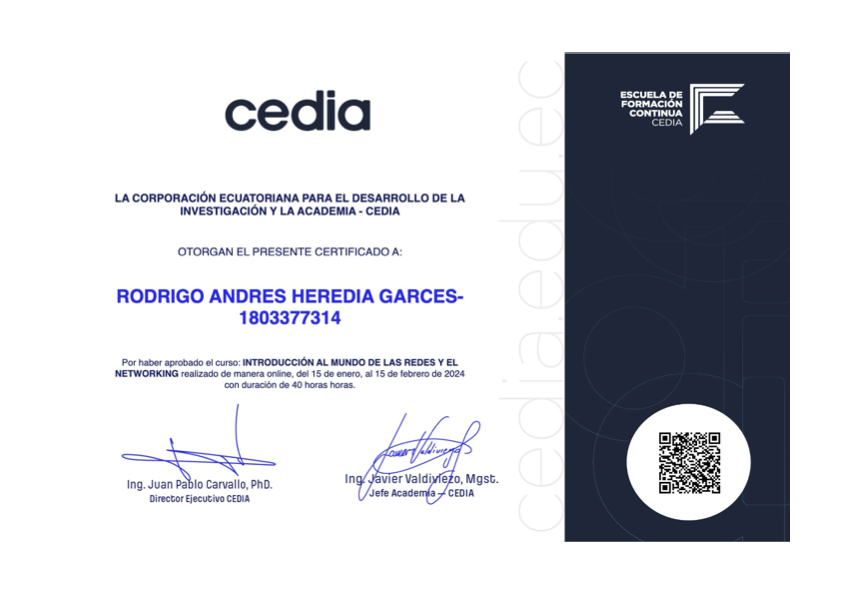 cedia
ESCUELA DE
FORMACIÓN
CONTINUA
CEDIA
LA CORPORACIÓN ECUATORIANA PARA EL DESARROLLO DE LA
INVESTIGACIÓN Y LA ACADEMIA - CEDIA
OTORGAN EL PRESENTE CERTIFICADO A:
RODRIGO ANDRES HEREDIA GARCES-
1803377314
Por haber aprobado el curso: INTRODUCCIÓN AL MUNDO DE LAS REDES Y EL
NETWORKING realizado de manera online, del 15 de enero, al 15 de febrero de 2024
con duración de 40 horas horas.
Javier Valdiviezo
Ing. Juan Pablo Carvallo, PhD.
Director Ejecutivo CEDIA
Ing. Javier Valdiviezo, Mgst.
Jefe Academia – CEDIA
cedia.edu.ec